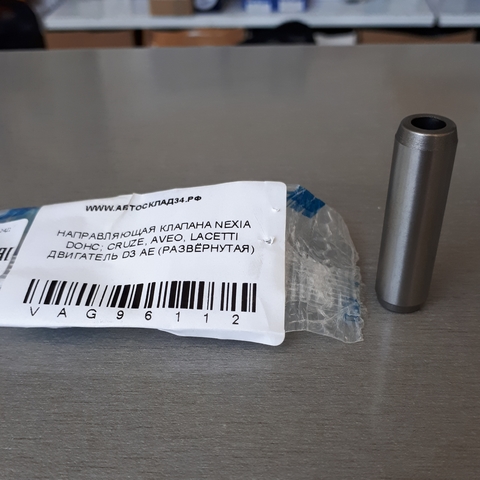 WWW.АВТОСКЛАД34.РФ
НАПРАВЛЯЮЩАЯ КЛАПАНА NEXIA
DOHC; CRUZE, AVEO, LACETTI
ДВИГАТЕЛЬ D3 AE (РАЗВЁРНУТАЯ)
VAG96112